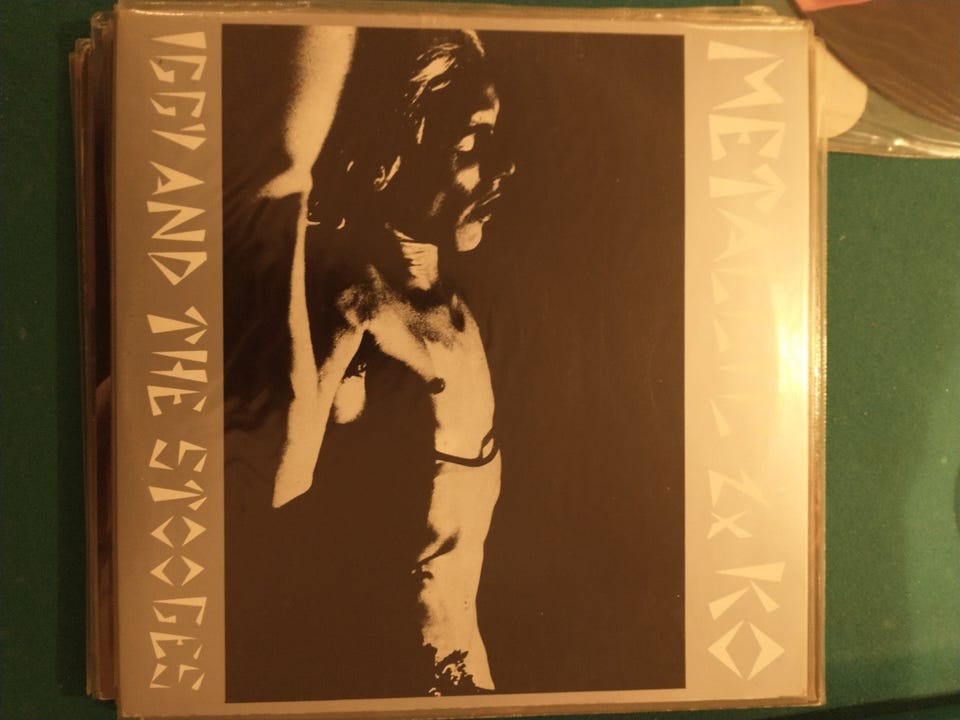 IGGY AND THE STOOGES
METALLIC 2x KO